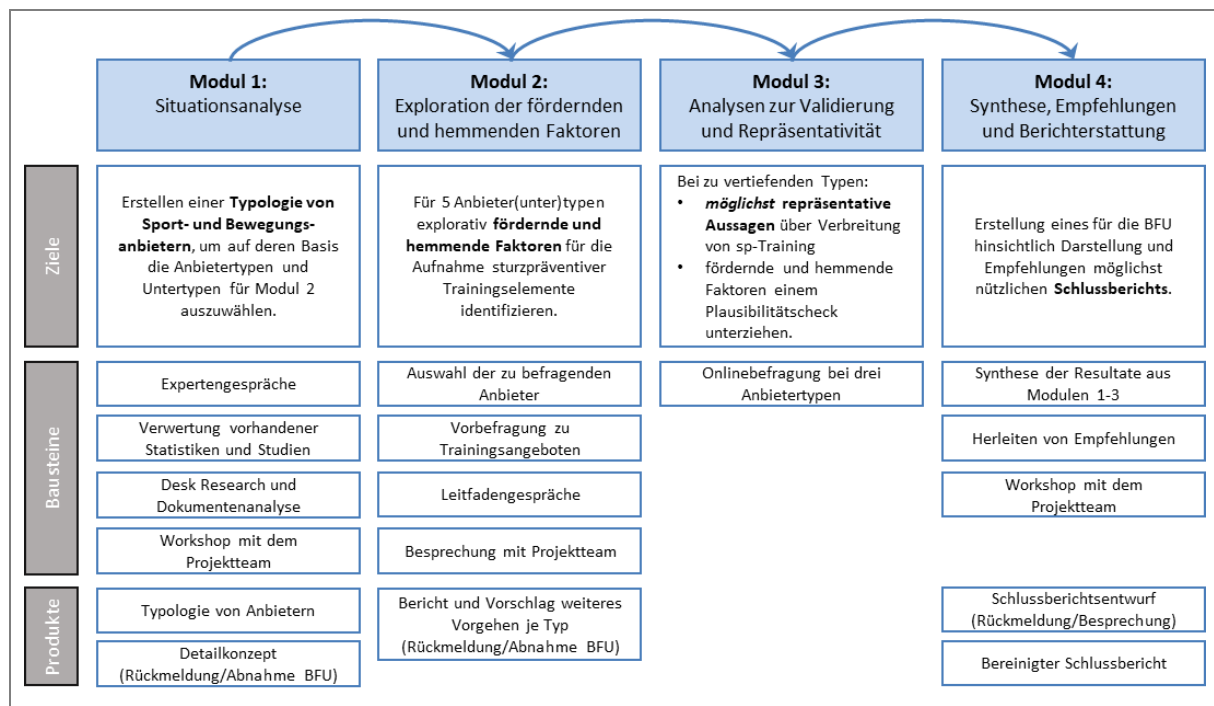 Modul 1:
Situationsanalyse
Modul 2:
Exploration der fördernden
und hemmenden Faktoren
Modul 3:
Analysen zur Validierung
und Repräsentativität
Modul 4:
Synthese, Empfehlungen
und Berichterstattung
Ziele
Erstellen einer Typologie von
Sport- und Bewegungs-
anbietern, um auf deren Basis
die Anbietertypen und
Untertypen für Modul 2
auszuwählen.
Für 5 Anbieter(unter)typen
explorativ fördernde und
hemmende Faktoren für die
Aufnahme sturzpräventiver
Trainingselemente
identifizieren.
Bei zu vertiefenden Typen:
• möglichst repräsentative
Aussagen über Verbreitung
von sp-Training
• fördernde und hemmende
Faktoren einem
Plausibilitätscheck
unterziehen.
Erstellung eines für die BFU
hinsichtlich Darstellung und
Empfehlungen möglichst
nützlichen Schlussberichts.
Bausteine
Expertengespräche
Verwertung vorhandener
Statistiken und Studien
Desk Research und
Dokumentenanalyse
Workshop mit dem
Projektteam
Auswahl der zu befragenden
Anbieter
Vorbefragung zu
Trainingsangeboten
Leitfadengespräche
Besprechung mit Projektteam
Onlinebefragung bei drei
Anbietertypen
Synthese der Resultate aus
Modulen 1-3
Herleiten von Empfehlungen
Workshop mit dem
Projektteam
Produkte
Typologie von Anbietern
Detailkonzept
(Rückmeldung/Abnahme BFU)
Bericht und Vorschlag weiteres
Vorgehen je Typ
(Rückmeldung/Abnahme BFU)
Schlussberichtsentwurf
(Rückmeldung/Besprechung)
Bereinigter Schlussbericht